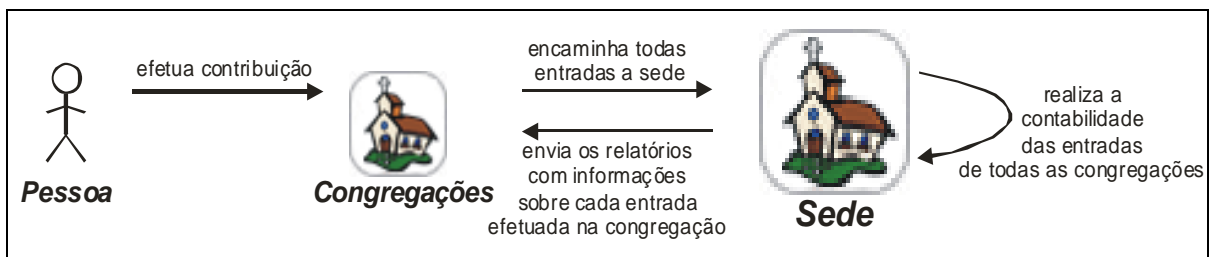 efetua contribuição
Pessoa
Congregações
encaminha todas
entradas a sede
envia os relatórios
com informações
sobre cada entrada
efetuada na congregação
Sede
realiza a
contabilidade
das entradas
de todas as congregações